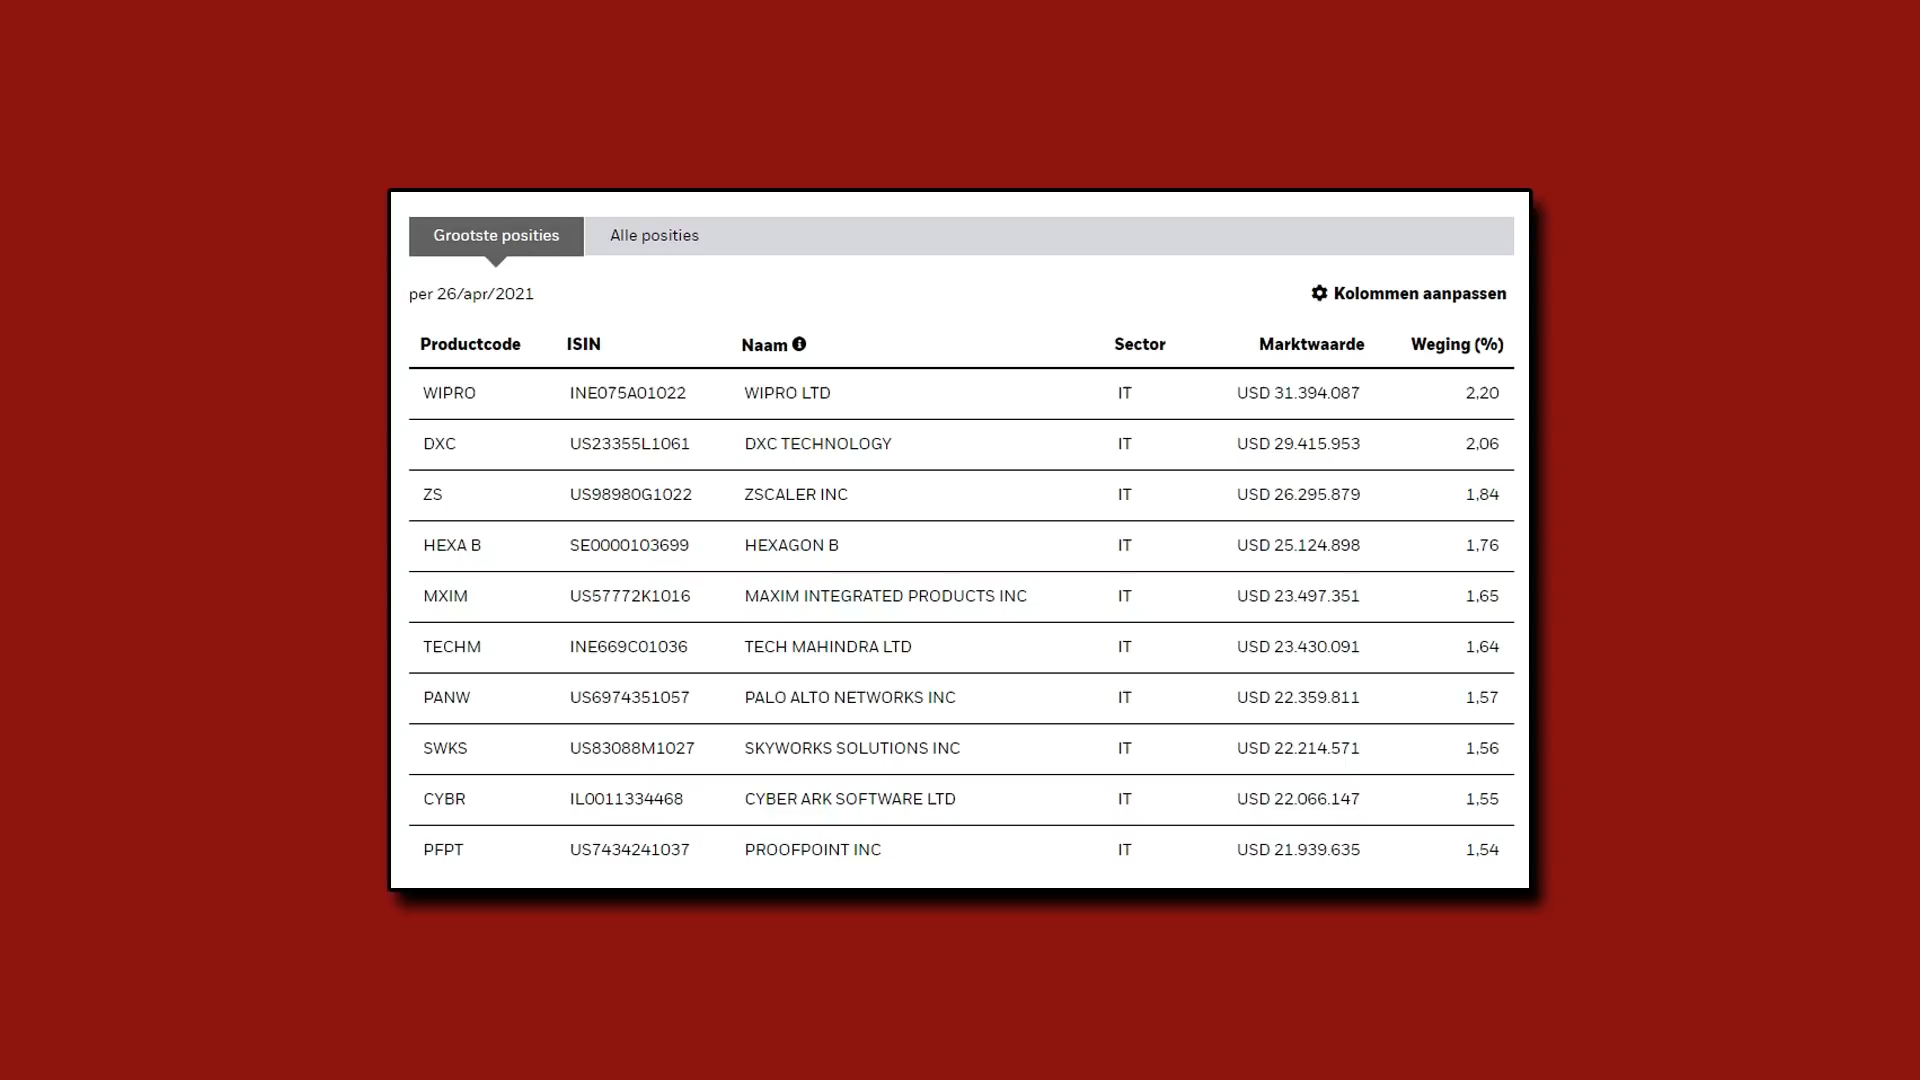 Grootste posities Alle posities
per 26/apr/2021 Kolommen aanpassen
Productcode ISIN Naam Sector Marktwaarde Weging (%)
WIPRO INE075A01022 WIPRO LTD IT USD 31.394.087 2,20
DXC US23355L1061 DXC TECHNOLOGY IT USD 29.415.953 2,06
ZS US98980G1022 ZSCALER INC IT USD 26.295.879 1,84
HEXA B SE0000103699 HEXAGON B IT USD 25.124.898 1,76
MXIM US57772K1016 MAXIM INTEGRATED PRODUCTS INC IT USD 23.497.351 1,65
TECHM INE669C01036 TECH MAHINDRA LTD IT USD 23.430.091 1,64
PANW US6974351057 PALO ALTO NETWORKS INC IT USD 22.359.811 1,57
SWKS US83088M1027 SKYWORKS SOLUTIONS INC IT USD 22.214.571 1,56
CYBR IL0011334468 CYBER ARK SOFTWARE LTD IT USD 22.066.147 1,55
PFPT US7434241037 PROOFPOINT INC IT USD 21.939.635 1,54